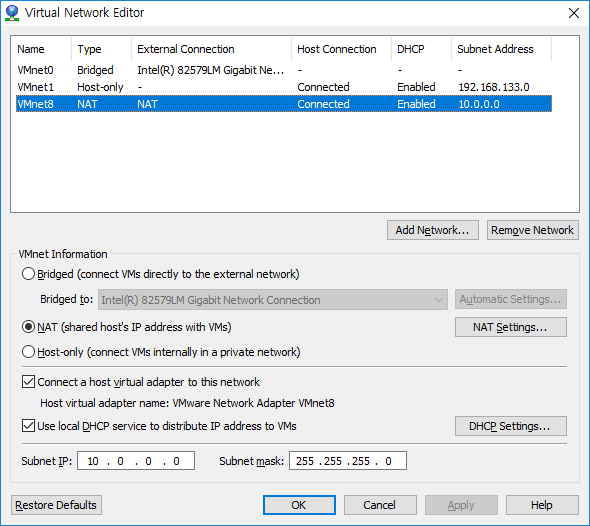 Virtual Network Editor
Name Type External Connection Host Connection DHCP Subnet Address
VMnet0 Bridged Intel(R) 82579LM Gigabit Ne... - - -
VMnet1 Host-only - Connected Enabled 192.168.133.0
VMnet8 NAT NAT Connected Enabled 10.0.0.0
Add Network... Remove Network
VMnet Information
Bridged (connect VMs directly to the external network)
Bridged to: Intel(R) 82579LM Gigabit Network Connection Automatic Settings...
NAT (shared host's IP address with VMs) NAT Settings...
Host-only (connect VMs internally in a private network)
Connect a host virtual adapter to this network
Host virtual adapter name: VMware Network Adapter VMnet8
Use local DHCP service to distribute IP address to VMs DHCP Settings...
Subnet IP: 10 . 0 . 0 . 0 Subnet mask: 255 . 255 . 255 . 0
Restore Defaults OK Cancel Apply Help